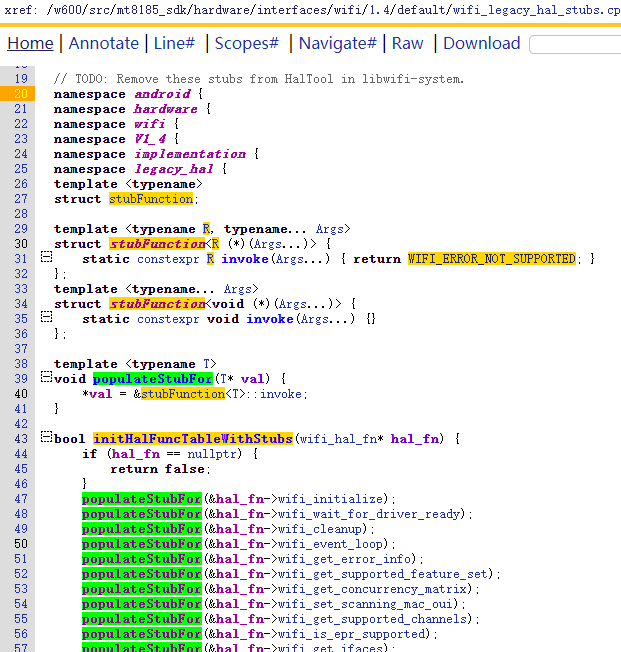 xref: /w600/src/mt8185_sdk/hardware/interfaces/wifi/1.4/default/wifi_legacy_hal_stubs.cp
Home | Annotate | Line# | Scopes# | Navigate# | Raw | Download
19 // TODO: Remove these stubs from HalTool in libwifi-system.
20 namespace android {
21 namespace hardware {
22 namespace wifi {
23 namespace V1_4 {
24 namespace implementation {
25 namespace legacy_hal {
26 template <typename>
27 struct stubFunction;
28
29 template <typename R, typename... Args>
30 struct stubFunction<R (*)(Args...)> {
31     static constexpr R invoke(Args...) { return WIFI_ERROR_NOT_SUPPORTED; }
32 };
33 template <typename... Args>
34 struct stubFunction<void (*)(Args...)> {
35     static constexpr void invoke(Args...) {}
36 };
37
38 template <typename T>
39 void populateStubFor(T* val) {
40     *val = &stubFunction<T>::invoke;
41 }
42
43 bool initHalFuncTableWithStubs(wifi_hal_fn* hal_fn) {
44     if (hal_fn == nullptr) {
45         return false;
46     }
47     populateStubFor(&hal_fn->wifi_initialize);
48     populateStubFor(&hal_fn->wifi_wait_for_driver_ready);
49     populateStubFor(&hal_fn->wifi_cleanup);
50     populateStubFor(&hal_fn->wifi_event_loop);
51     populateStubFor(&hal_fn->wifi_get_error_info);
52     populateStubFor(&hal_fn->wifi_get_supported_feature_set);
53     populateStubFor(&hal_fn->wifi_get_concurrency_matrix);
54     populateStubFor(&hal_fn->wifi_set_scanning_mac_oui);
55     populateStubFor(&hal_fn->wifi_get_supported_channels);
56     populateStubFor(&hal_fn->wifi_is_epr_supported);
57     populateStubFor(&hal_fn->wifi_get_ifaces);